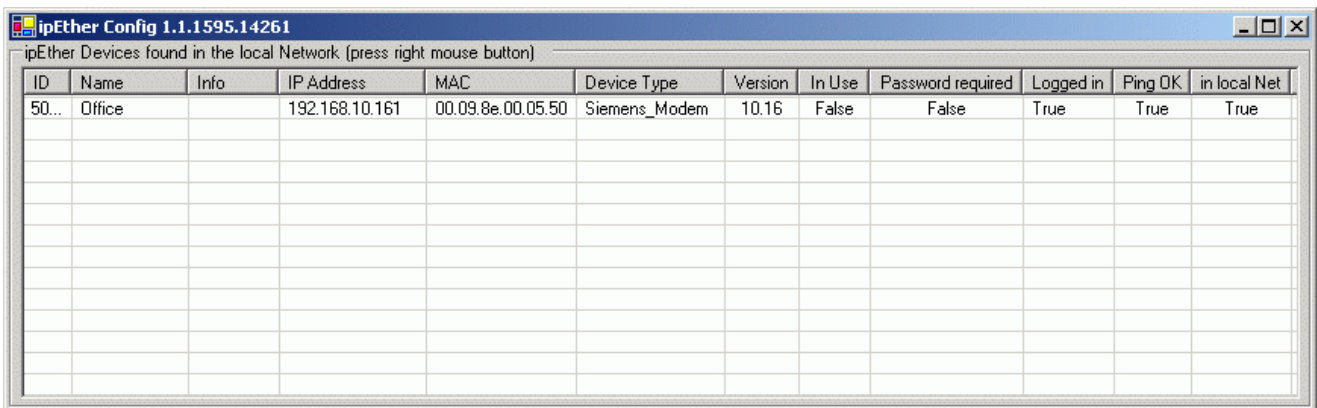 ipEther Config 1.1.1595.14261
ipEther Devices found in the local Network (press right mouse button)
ID Name Info IP Address MAC Device Type Version In Use Password required Logged in Ping OK in local Net
50... Office 192.168.10.161 00.09.8e.00.05.50 Siemens_Modem 10.16 False False True True True